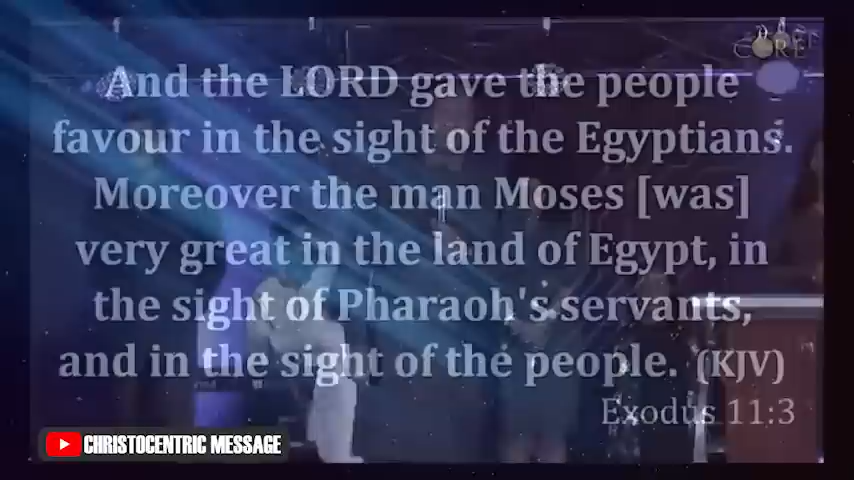 And the LORD gave the people
favour in the sight of the Egyptians.
Moreover the man Moses [was]
very great in the land of Egypt, in
the sight of Pharaoh's servants,
and in the sight of the people. (KJV)
Exodus 11:3
CHRISTOCENTRIC MESSAGE
CORE